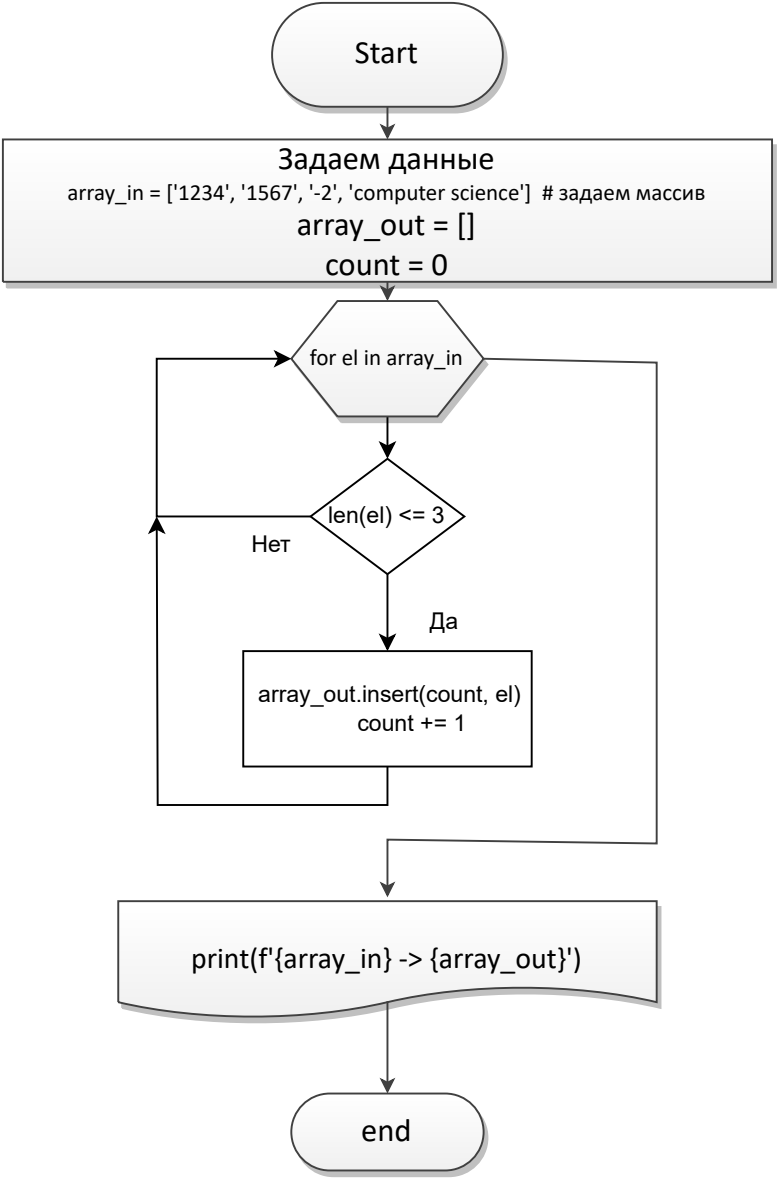 Start
Задаем данные
array_in = ['1234', '1567', '-2', 'computer science']  # задаем массив
array_out = []
count = 0
for el in array_in
len(el) <= 3
Нет
Да
array_out.insert(count, el)
count += 1
print(f'{array_in} -> {array_out}')
end